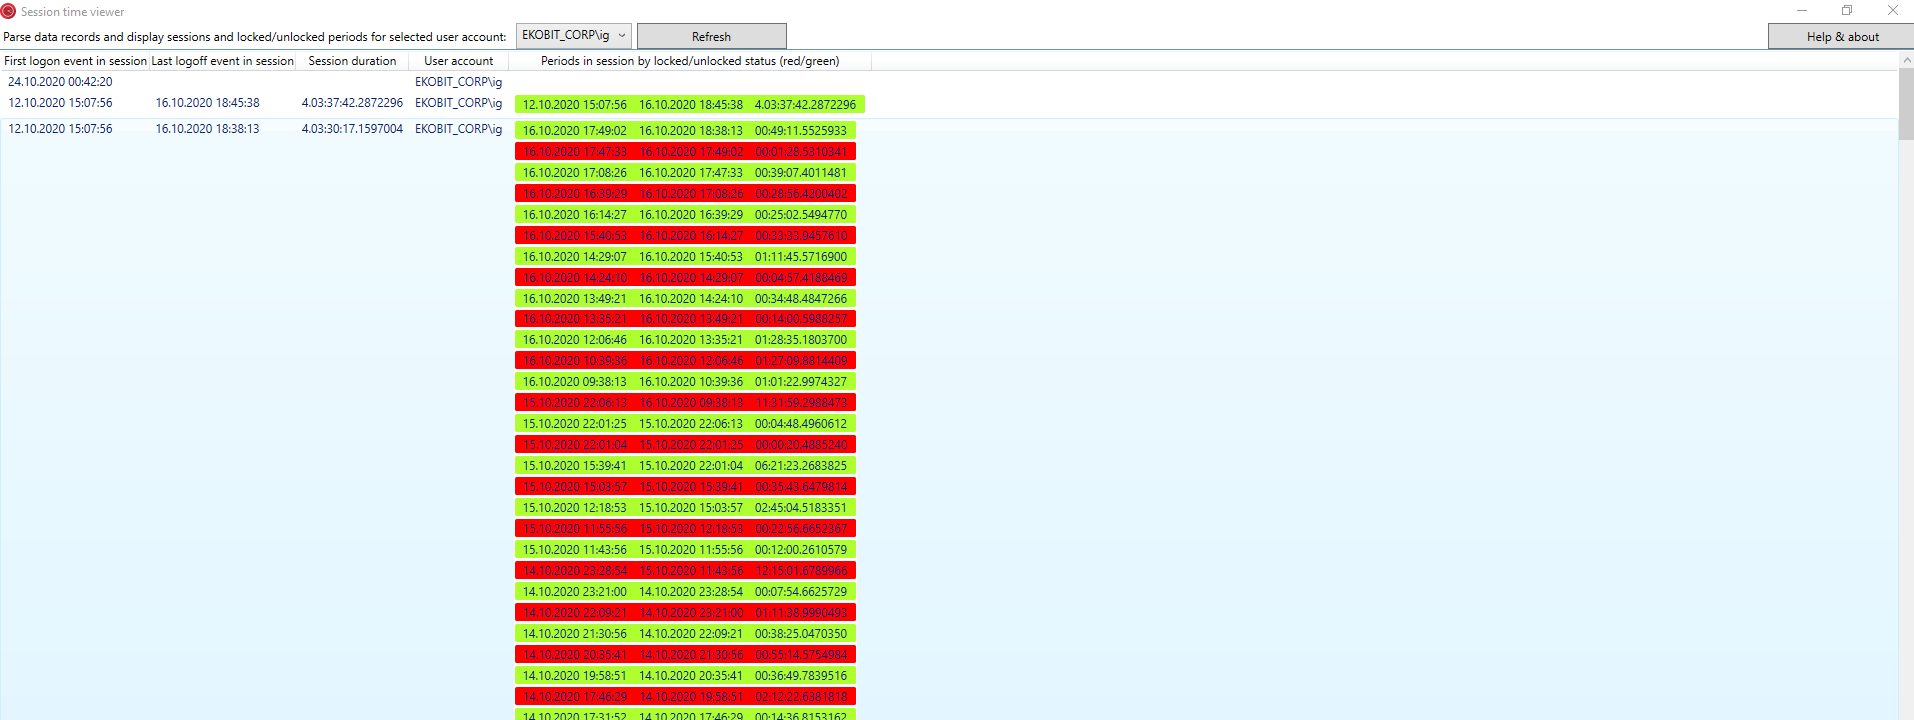 Session time viewer
Parse data records and display sessions and locked/unlocked periods for selected user account: EKOBIT_CORP\ig Refresh Help & about
First logon event in session Last logoff event in session Session duration User account Periods in session by locked/unlocked status (red/green)
24.10.2020 00:42:20 EKOBIT_CORP\ig
12.10.2020 15:07:56 16.10.2020 18:45:38 4.03:37:42.2872296 EKOBIT_CORP\ig 12.10.2020 15:07:56 16.10.2020 18:45:38 4.03:37:42.2872296
12.10.2020 15:07:56 16.10.2020 18:38:13 4.03:30:17.1597004 EKOBIT_CORP\ig 16.10.2020 17:49:02 16.10.2020 18:38:13 00:49:11.5525933
16.10.2020 17:47:33 16.10.2020 17:49:02 00:01:28.5310341
16.10.2020 17:08:26 16.10.2020 17:47:33 00:39:07.4011481
16.10.2020 16:39:29 16.10.2020 17:08:26 00:28:56.4200402
16.10.2020 16:14:27 16.10.2020 16:39:29 00:25:02.5494770
16.10.2020 15:40:53 16.10.2020 16:14:27 00:33:33.9457610
16.10.2020 14:29:07 16.10.2020 15:40:53 01:11:45.5716900
16.10.2020 14:24:10 16.10.2020 14:29:07 00:04:57.4188469
16.10.2020 13:49:21 16.10.2020 14:24:10 00:34:48.4847266
16.10.2020 13:35:21 16.10.2020 13:49:21 00:14:00.5988257
16.10.2020 12:06:46 16.10.2020 13:35:21 01:28:35.1803700
16.10.2020 10:39:36 16.10.2020 12:06:46 01:27:09.8814409
16.10.2020 09:38:13 16.10.2020 10:39:36 01:01:22.9974327
15.10.2020 22:06:13 16.10.2020 09:38:13 11:31:59.2988473
15.10.2020 22:01:25 15.10.2020 22:06:13 00:04:48.4960612
15.10.2020 22:01:04 15.10.2020 22:01:25 00:00:20.4885240
15.10.2020 15:39:41 15.10.2020 22:01:04 06:21:23.2683825
15.10.2020 15:03:57 15.10.2020 15:39:41 00:35:43.6479814
15.10.2020 12:18:53 15.10.2020 15:03:57 02:45:04.5183351
15.10.2020 11:55:56 15.10.2020 12:18:53 00:22:56.6652367
15.10.2020 11:43:56 15.10.2020 11:55:56 00:12:00.2610579
14.10.2020 23:28:54 15.10.2020 11:43:56 12:15:01.6789966
14.10.2020 23:21:00 14.10.2020 23:28:54 00:07:54.6625729
14.10.2020 22:09:21 14.10.2020 23:21:00 01:11:38.9990493
14.10.2020 21:30:56 14.10.2020 22:09:21 00:38:25.0470350
14.10.2020 20:35:41 14.10.2020 21:30:56 00:55:14.5754984
14.10.2020 19:58:51 14.10.2020 20:35:41 00:36:49.7839516
14.10.2020 17:46:29 14.10.2020 19:58:51 02:12:22.6381818
14.10.2020 17:31:52 14.10.2020 17:46:29 00:14:36.8153162